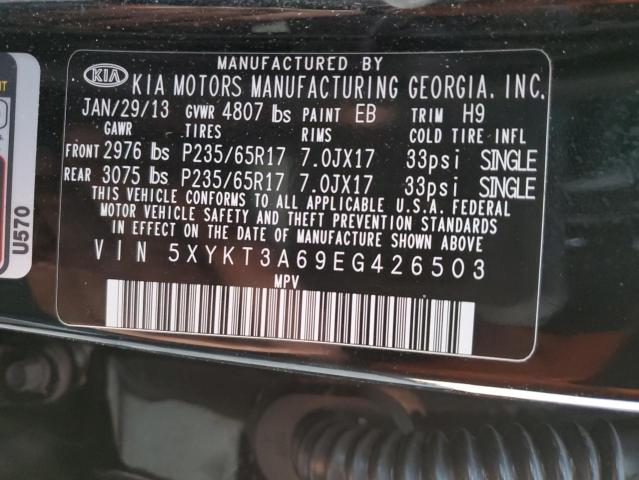 MANUFACTURED BY
KIA KIA MOTORS MANUFACTURING GEORGIA, INC.
JAN/29/13 GVWR 4807 lbs PAINT EB TRIM H9
GAWR TIRES RIMS COLD TIRE INFL
FRONT 2976 lbs P235/65R17 7.0JX17 33psi SINGLE
REAR 3075 lbs P235/65R17 7.0JX17 33psi SINGLE
THIS VEHICLE CONFORMS TO ALL APPLICABLE U.S.A. FEDERAL
MOTOR VEHICLE SAFETY AND THEFT PREVENTION STANDARDS
IN EFFECT ON THE DATE OF MANUFACTURE SHOWN ABOVE.
VIN 5XYKT3A69EG426503
MPV
U570